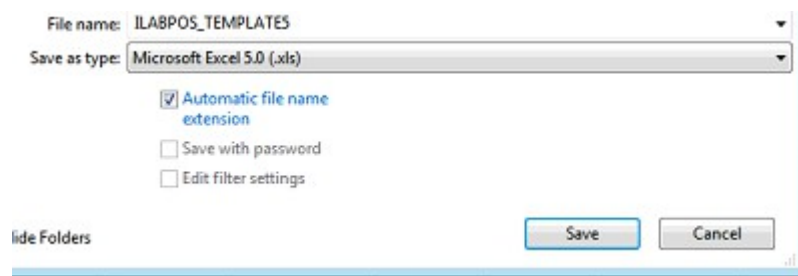 File name: ILABPOS_TEMPLATES
Save as type: Microsoft Excel 5.0 (.xls)
Automatic file name
extension
Save with password
Edit filter settings
lide Folders
Save Cancel